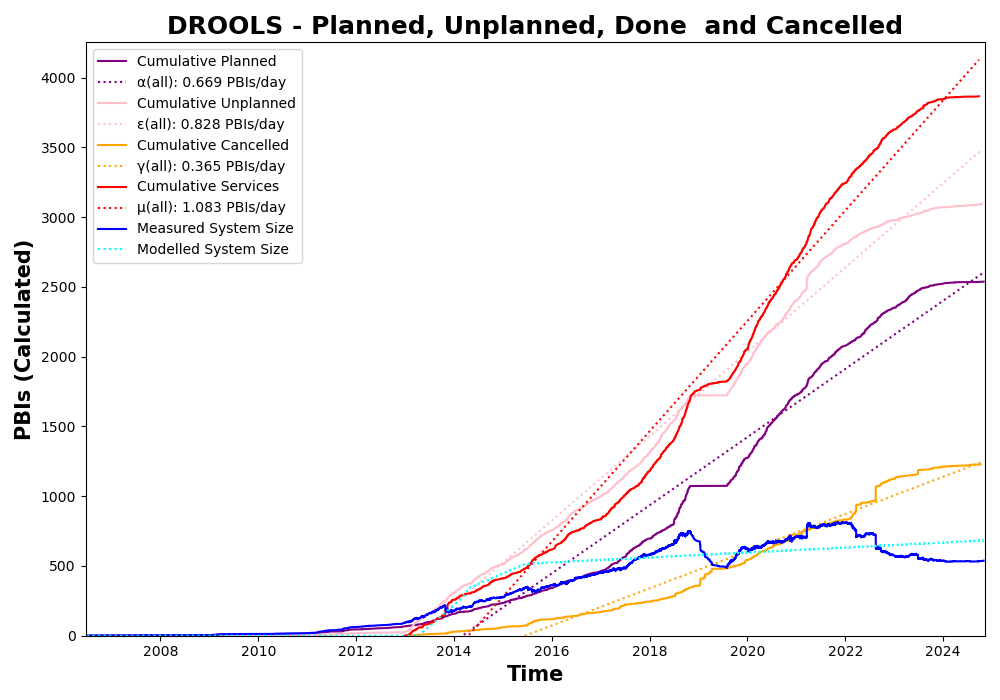 DROOLS - Planned, Unplanned, Done  and Cancelled
Cumulative Planned
α(all): 0.669 PBIs/day
Cumulative Unplanned
ε(all): 0.828 PBIs/day
Cumulative Cancelled
γ(all): 0.365 PBIs/day
Cumulative Services
μ(all): 1.083 PBIs/day
Measured System Size
Modelled System Size
PBIs (Calculated)
4000
3500
3000
2500
2000
1500
1000
500
0
2008 2010 2012 2014 2016 2018 2020 2022 2024
Time